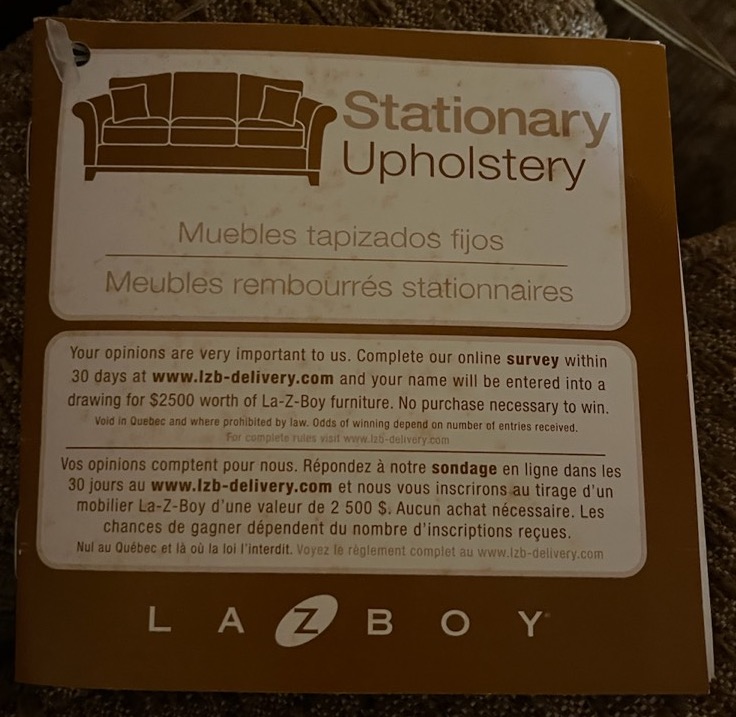 Stationary
Upholstery
Muebles tapizados fijos
Meubles rembourrés stationnaires
Your opinions are very important to us. Complete our online survey within
30 days at www.lzb-delivery.com and your name will be entered into a
drawing for $2500 worth of La-Z-Boy furniture. No purchase necessary to win.
Void in Quebec and where prohibited by law. Odds of winning depend on number of entries received.
For complete rules visit www.lzb-delivery.com
Vos opinions comptent pour nous. Répondez à notre sondage en ligne dans les
30 jours au www.lzb-delivery.com et nous vous inscrirons au tirage d'un
mobilier La-Z-Boy d'une valeur de 2 500 $. Aucun achat nécessaire. Les
chances de gagner dépendent du nombre d'inscriptions reçues.
Nul au Québec et là où la loi l'interdit. Voyez le règlement complet au www.lzb-delivery.com
LA Z BOY